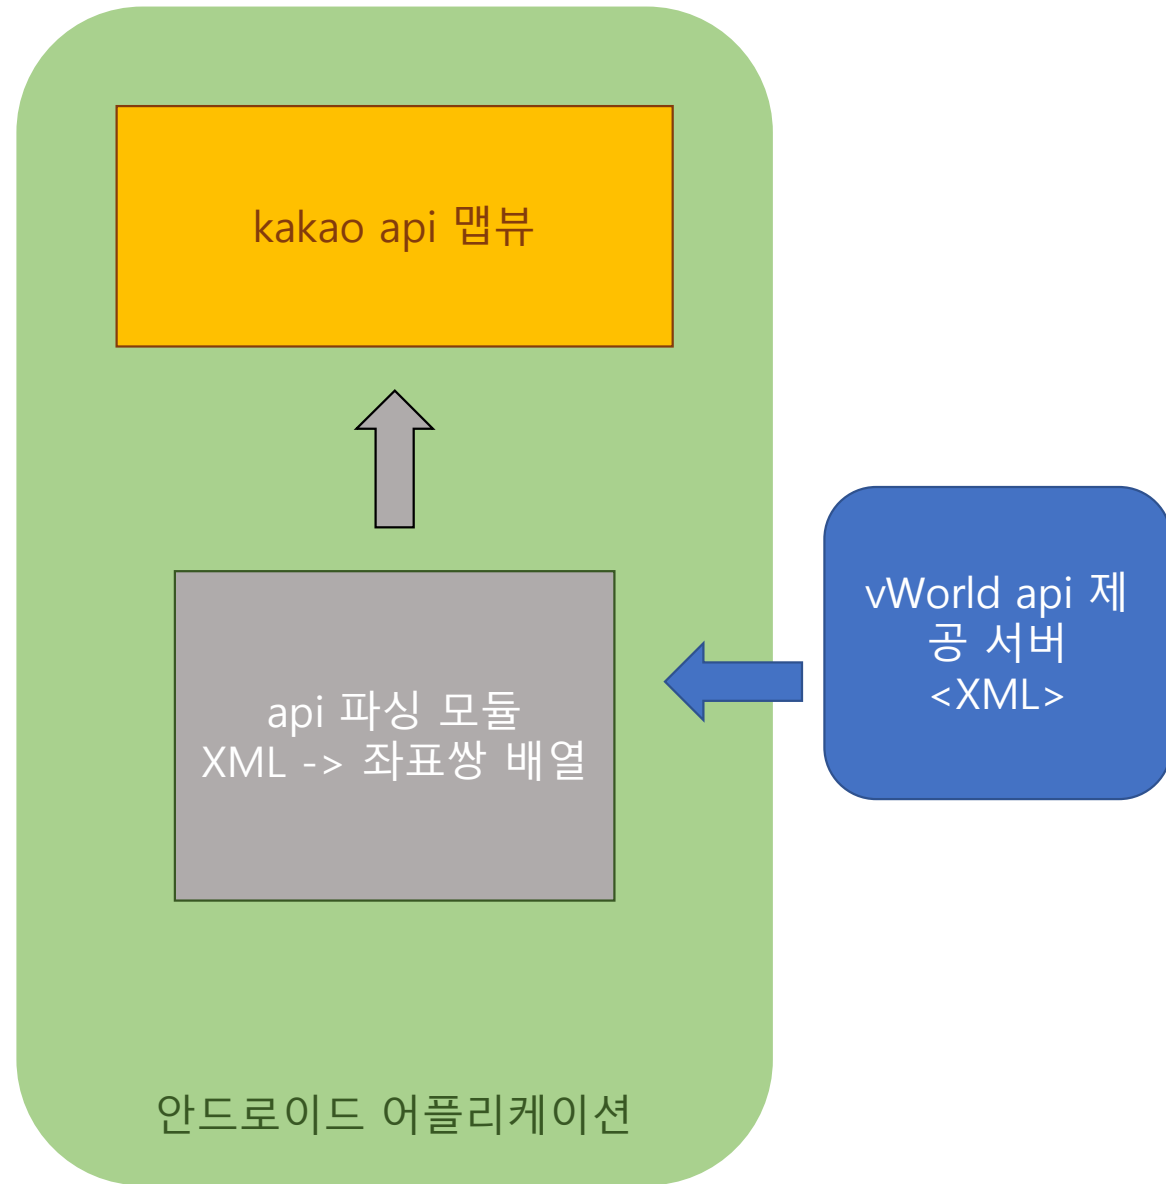 kakao api 맵뷰
vWorld api 제
공 서버
<XML>
api 파싱 모듈
XML -> 좌표쌍 배열
안드로이드 어플리케이션